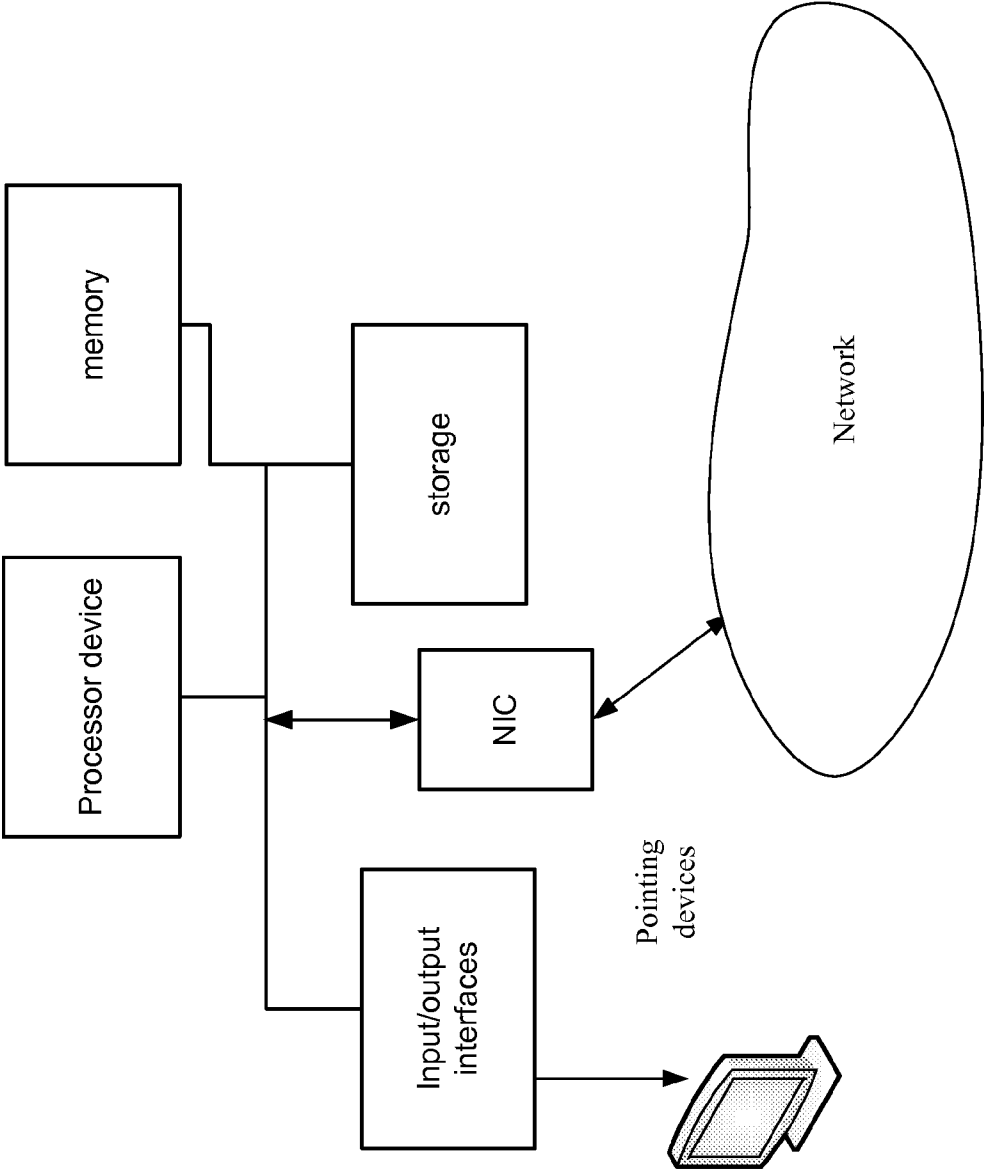 memory
Processor device
storage
NIC
Input/output
interfaces
Network
Pointing
devices